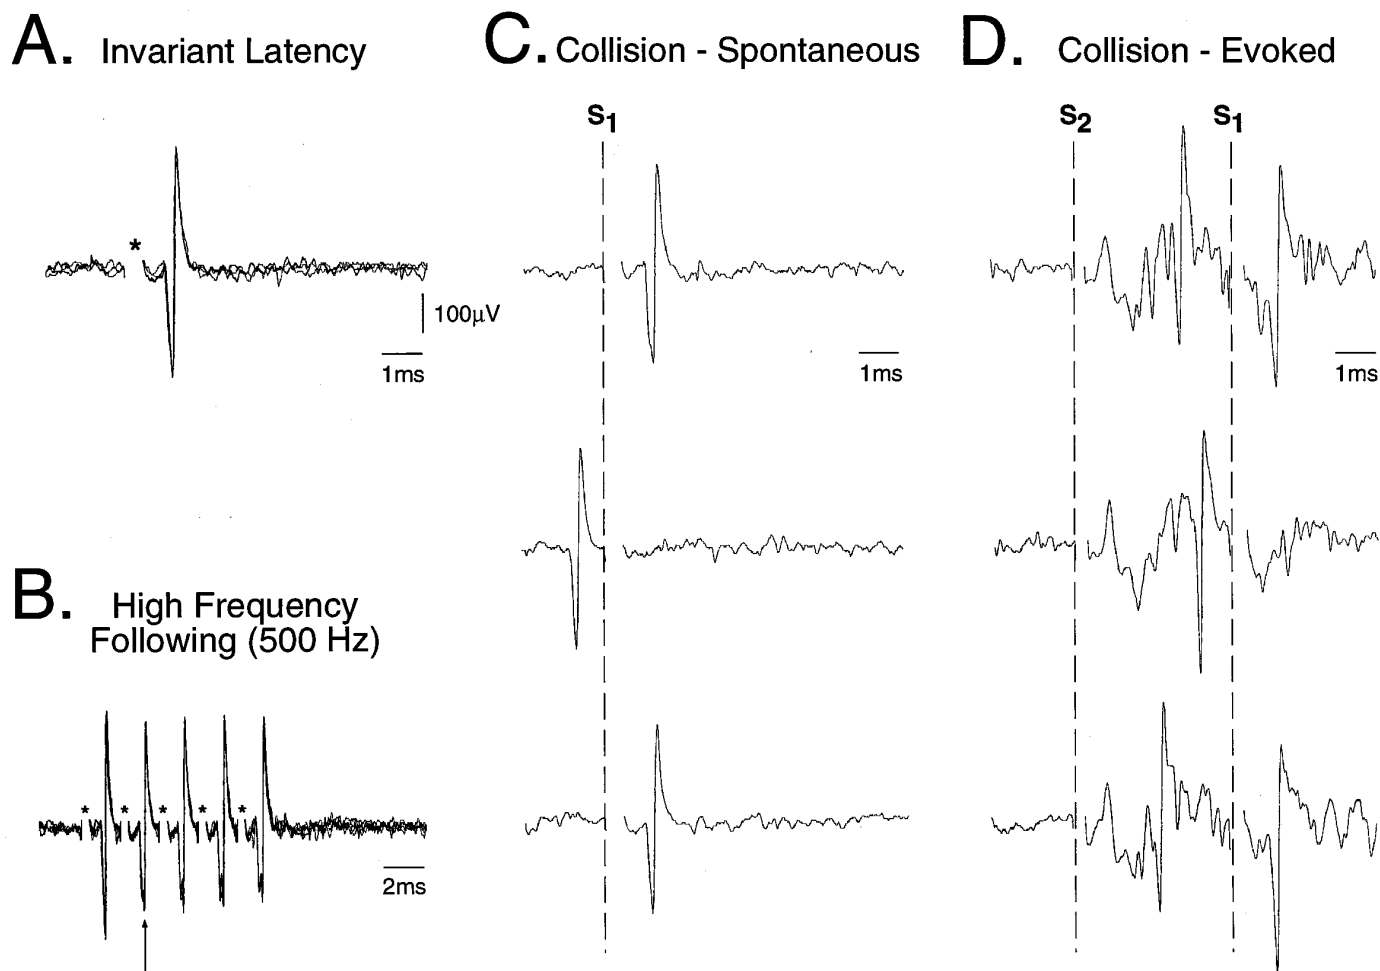 A. Invariant Latency
*
100μV
1ms
B. High Frequency
Following (500 Hz)
* * * * *
2ms
C. Collision - Spontaneous
S1
1ms
D. Collision - Evoked
S2 S1
1ms